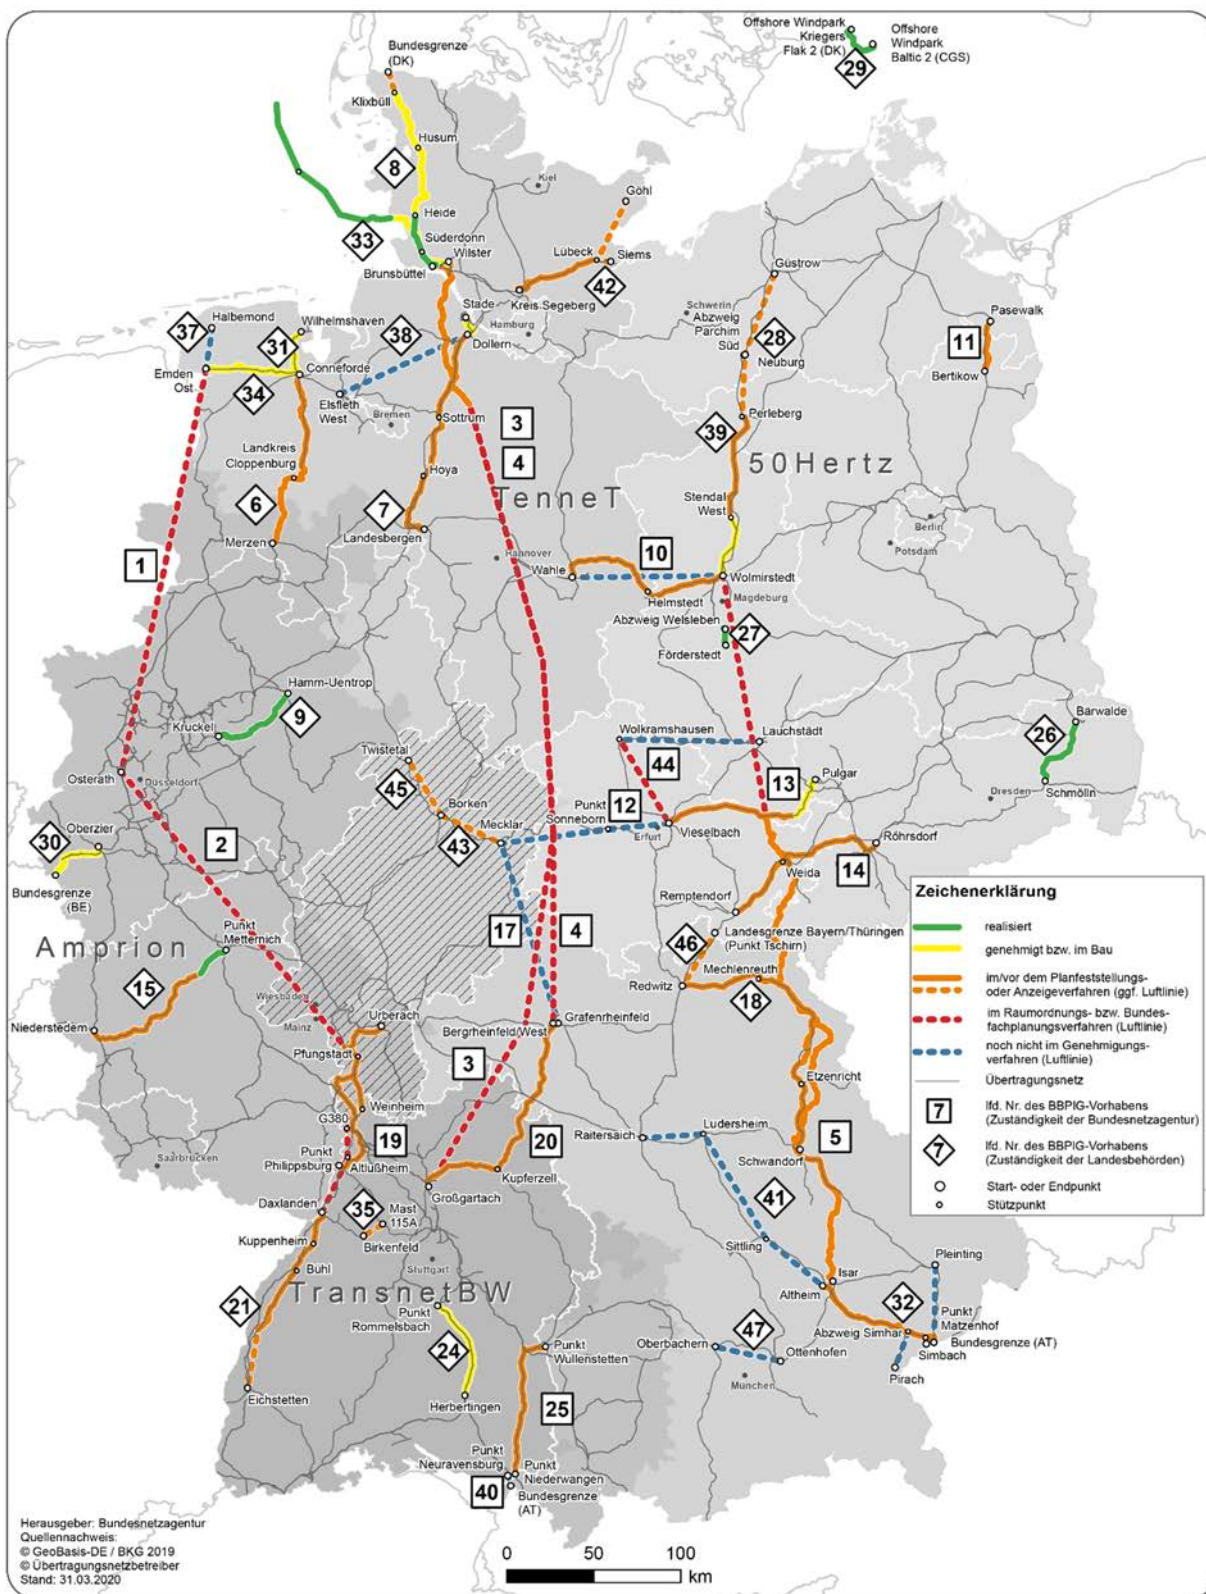 Bundesgrenze
(DK)
Klixbüll
Husum
8
Heide
33
Süderdonn
Wilster
Brunsbüttel
Kiel
Göhl
Lübeck
Siems
42
Kreis Segeberg
Offshore Windpark
Kriegers
Flak 2 (DK)
Offshore
Windpark
Baltic 2 (CGS)
29
Güstrow
Schwerin
Abzweig
Parchim
Süd
28
Neuburg
Perleberg
39
Pasewalk
11
Bertikow
37
Halbemond
Wilhelmshaven
31
38
Stade
Hamburg
Dollern
Emden
Ost
34
Conneforde
Elsfleth
West
Bremen
Sottrum
3
4
Landkreis
Cloppenburg
Hoya
6
7
TenneT
50Hertz
Merzen
Landesbergen
Stendal
West
Berlin
Potsdam
1
Hannover
10
Wahle
Wolmirstedt
Helmstedt
Magdeburg
Abzweig Welsleben
27
Förderstedt
Hamm-Uentrop
9
Kruckel
Wolkramshausen
Lauchstädt
Bärwalde
26
Twistetal
44
Osterath
Düsseldorf
45
13
Pulgar
Schmölln
Dresden
Borken
Punkt
Sonneborn
12
Mecklar
Erfurt
Vieselbach
Röhrsdorf
30
Oberzier
2
43
14
Weida
Bundesgrenze
(BE)
Remptendorf
Punkt
Metternich
17
4
46
Landesgrenze Bayern/Thüringen
(Punkt Tschirn)
Amprion
Mechlenreuth
15
Redwitz
18
Wiesbaden
Niederstedem
Mainz
Urberach
Bergrheinfeld/West
Grafenrheinfeld
Pfungstadt
3
Etzenricht
Weinheim
G380
19
20
Raitersaich
Ludersheim
5
Punkt
Philippsburg
Altlußheim
Schwandorf
Saarbrücken
Kupferzell
Großgartach
41
Daxlanden
35
Mast
115A
Kuppenheim
Birkenfeld
Sittling
Pleinting
Bühl
Stuttgart
TransnetBW
Isar
Altheim
32
21
Punkt
Rommelsbach
Punkt
Matzenhof
47
Abzweig Simhar
Bundesgrenze (AT)
24
Punkt
Wullenstetten
Oberbachern
Ottenhofen
Simbach
Pirach
München
Eichstetten
Herbertingen
25
Punkt
Neuravensburg
Punkt
Niederwangen
40
Bundesgrenze
(AT)
Zeichenerklärung
realisiert
genehmigt bzw. im Bau
im/vor dem Planfeststellungs-
oder Anzeigeverfahren (ggf. Luftlinie)
im Raumordnungs- bzw. Bundes-
fachplanungsverfahren (Luftlinie)
noch nicht im Genehmigungs-
verfahren (Luftlinie)
Übertragungsnetz
7
lfd. Nr. des BBPlG-Vorhabens
(Zuständigkeit der Bundesnetzagentur)
7
lfd. Nr. des BBPlG-Vorhabens
(Zuständigkeit der Landesbehörden)
Start- oder Endpunkt
Stützpunkt
Herausgeber: Bundesnetzagentur
Quellennachweis:
© GeoBasis-DE / BKG 2019
© Übertragungsnetzbetreiber
Stand: 31.03.2020
0 50 100
km